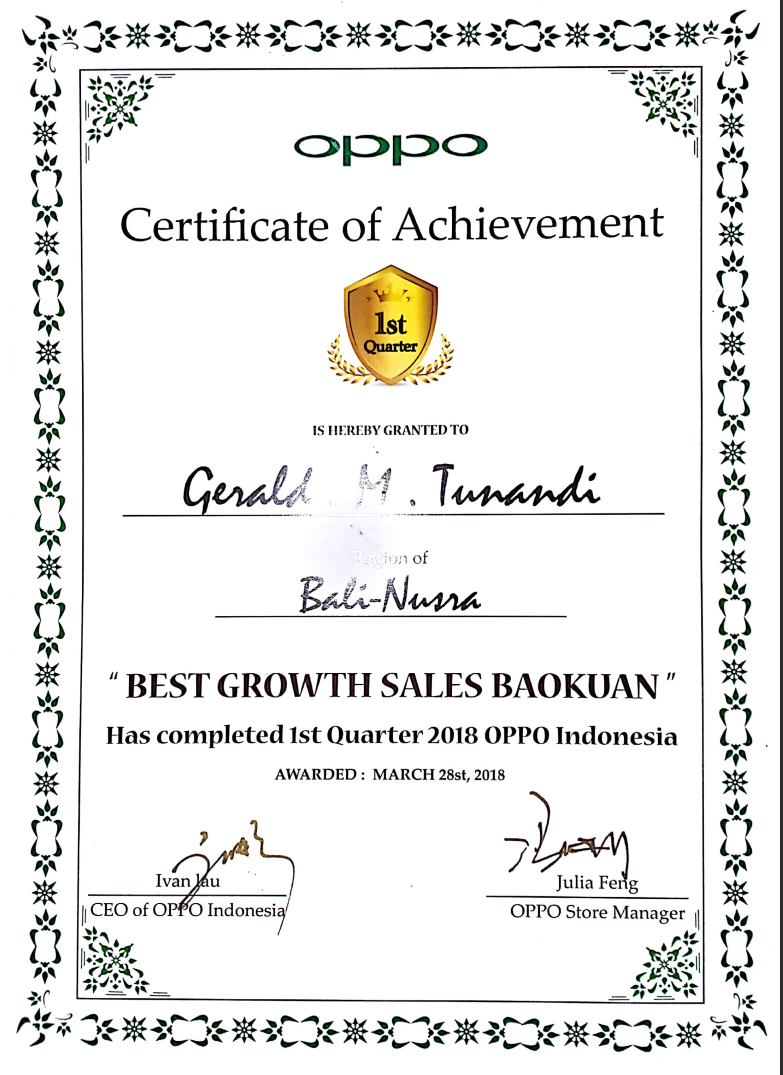 oppo
Certificate of Achievement
1st
Quarter
IS HEREBY GRANTED TO
Gerald . M . Tunandi
Region of
Bali-Nusra
“ BEST GROWTH SALES BAOKUAN ”
Has completed 1st Quarter 2018 OPPO Indonesia
AWARDED : MARCH 28st, 2018
Ivan Lau
CEO of OPPO Indonesia
Julia Feng
OPPO Store Manager